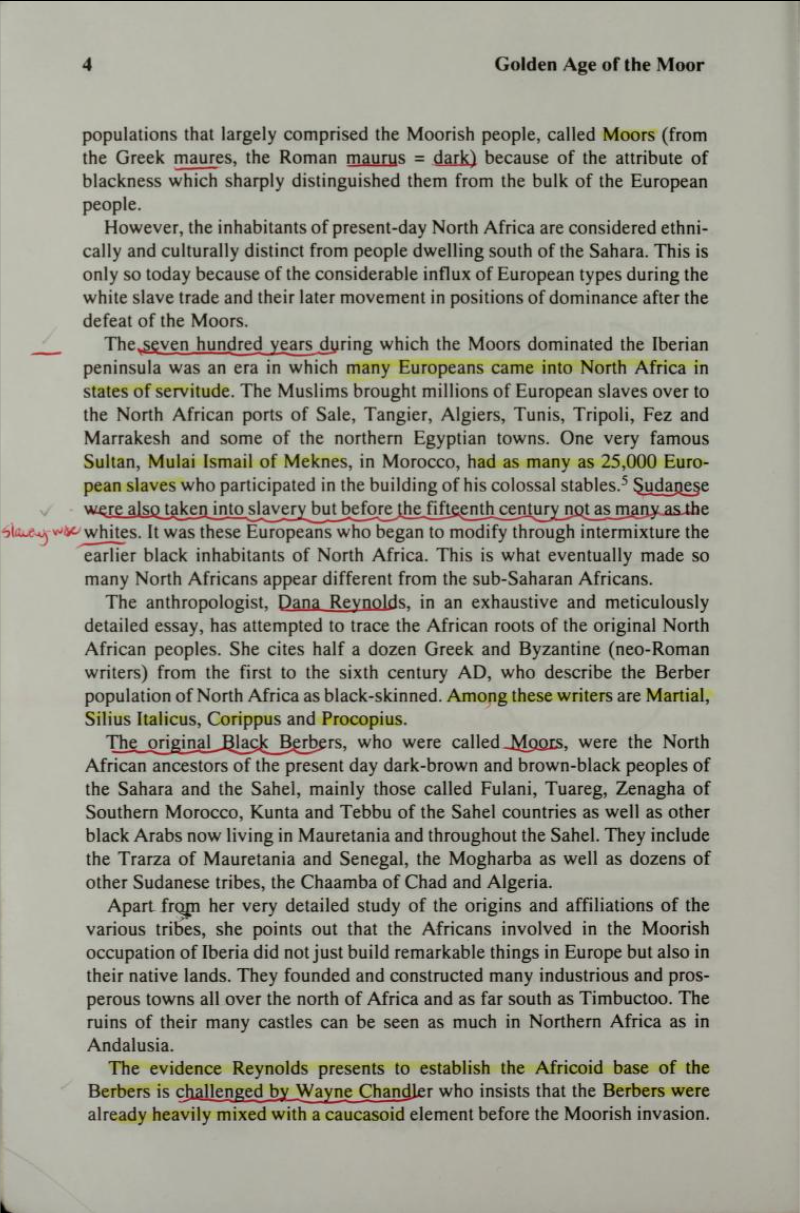 4 Golden Age of the Moor
populations that largely comprised the Moorish people, called Moors (from
the Greek maures, the Roman maurus = dark) because of the attribute of
blackness which sharply distinguished them from the bulk of the European
people.
However, the inhabitants of present-day North Africa are considered ethni-
cally and culturally distinct from people dwelling south of the Sahara. This is
only so today because of the considerable influx of European types during the
white slave trade and their later movement in positions of dominance after the
defeat of the Moors.
The seven hundred years during which the Moors dominated the Iberian
peninsula was an era in which many Europeans came into North Africa in
states of servitude. The Muslims brought millions of European slaves over to
the North African ports of Sale, Tangier, Algiers, Tunis, Tripoli, Fez and
Marrakesh and some of the northern Egyptian towns. One very famous
Sultan, Mulai Ismail of Meknes, in Morocco, had as many as 25,000 Euro-
pean slaves who participated in the building of his colossal stables.⁵ Sudanese
were also taken into slavery but before the fifteenth century not as many as the
whites. It was these Europeans who began to modify through intermixture the
earlier black inhabitants of North Africa. This is what eventually made so
many North Africans appear different from the sub-Saharan Africans.
The anthropologist, Dana Reynolds, in an exhaustive and meticulously
detailed essay, has attempted to trace the African roots of the original North
African peoples. She cites half a dozen Greek and Byzantine (neo-Roman
writers) from the first to the sixth century AD, who describe the Berber
population of North Africa as black-skinned. Among these writers are Martial,
Silius Italicus, Corippus and Procopius.
The original Black Berbers, who were called Moors, were the North
African ancestors of the present day dark-brown and brown-black peoples of
the Sahara and the Sahel, mainly those called Fulani, Tuareg, Zenagha of
Southern Morocco, Kunta and Tebbu of the Sahel countries as well as other
black Arabs now living in Mauretania and throughout the Sahel. They include
the Trarza of Mauretania and Senegal, the Mogharba as well as dozens of
other Sudanese tribes, the Chaamba of Chad and Algeria.
Apart from her very detailed study of the origins and affiliations of the
various tribes, she points out that the Africans involved in the Moorish
occupation of Iberia did not just build remarkable things in Europe but also in
their native lands. They founded and constructed many industrious and pros-
perous towns all over the north of Africa and as far south as Timbuctoo. The
ruins of their many castles can be seen as much in Northern Africa as in
Andalusia.
The evidence Reynolds presents to establish the Africoid base of the
Berbers is challenged by Wayne Chandler who insists that the Berbers were
already heavily mixed with a caucasoid element before the Moorish invasion.